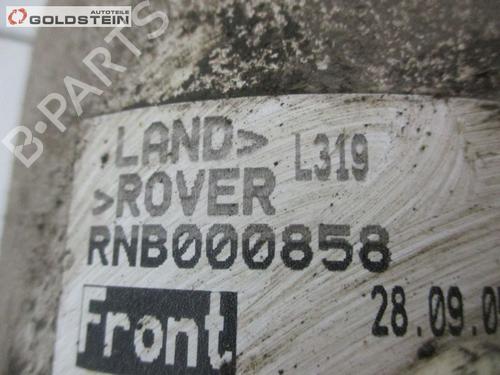 AUTOTEILE
GOLDSTEIN
B-PARTS
LAND> L319
>ROVER
RNB000858
Front
28.09.0